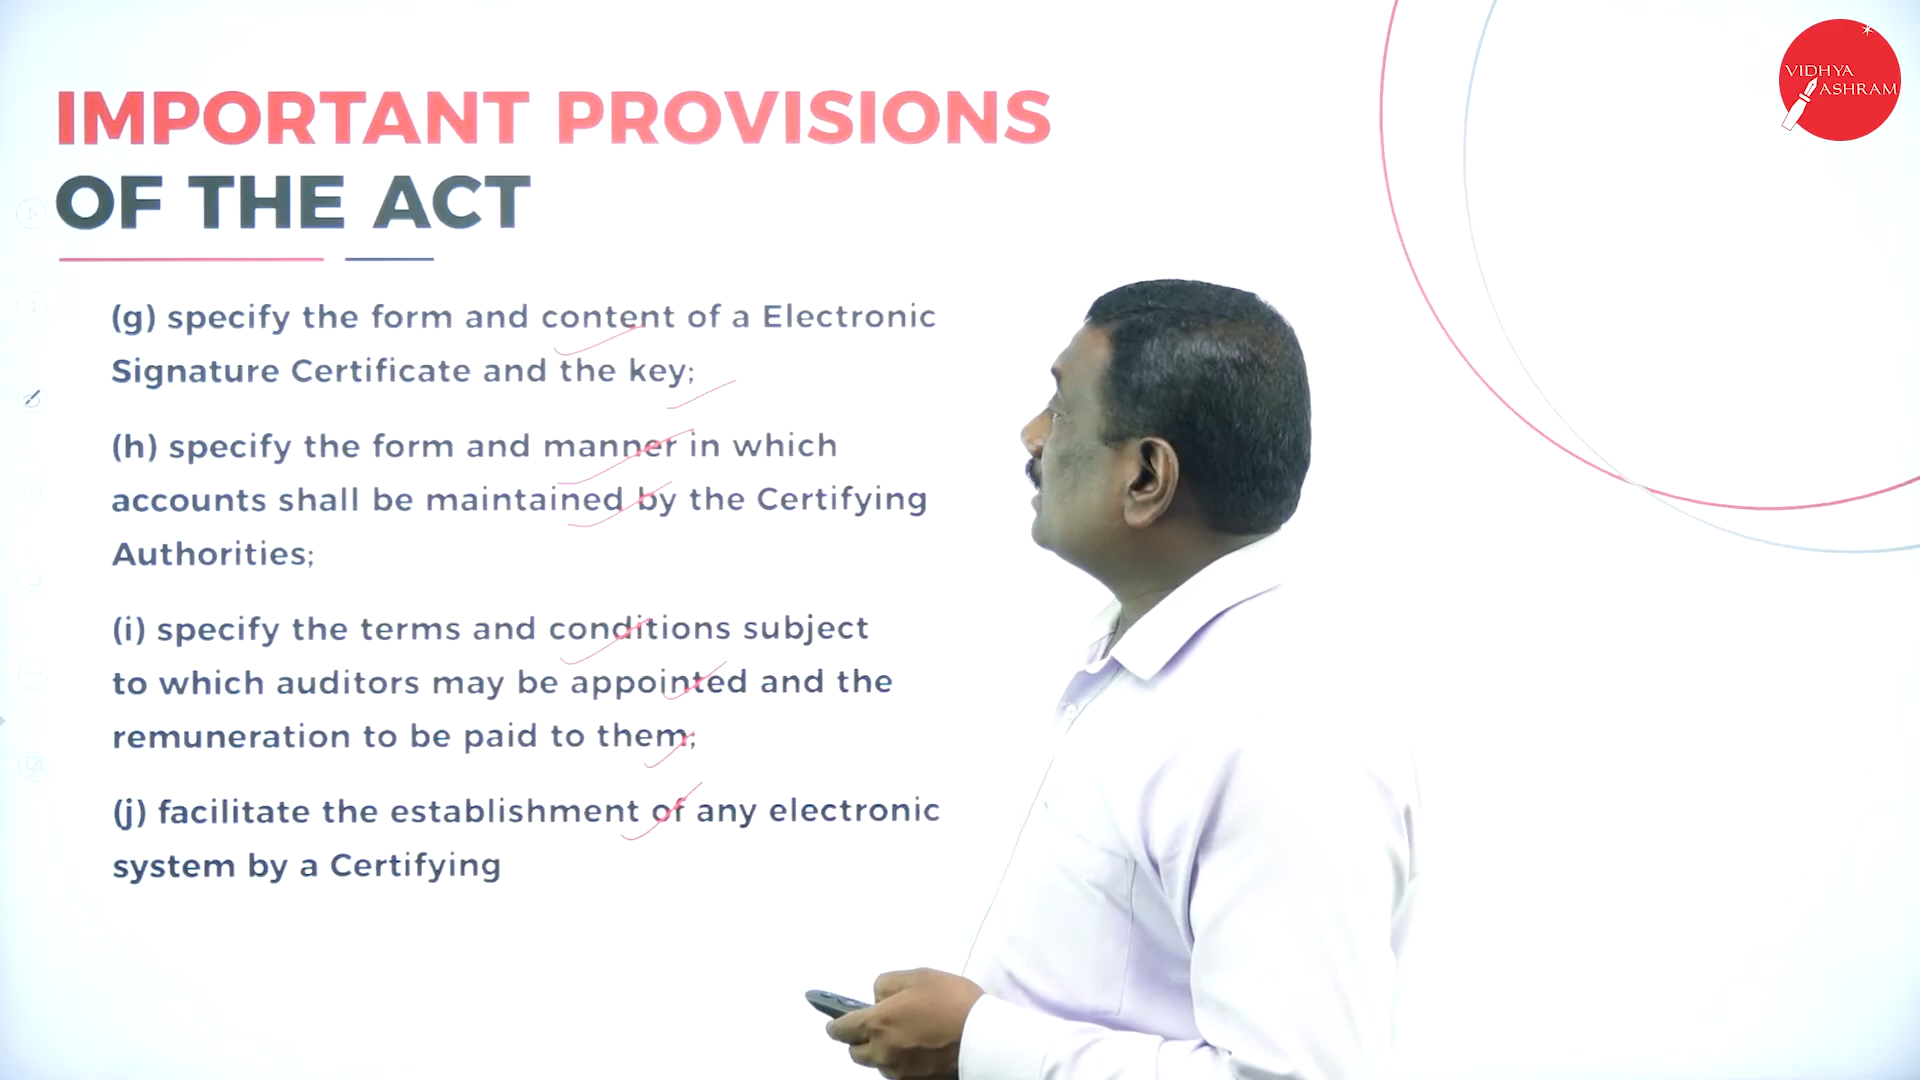 VIDHYA
ASHRAM
IMPORTANT PROVISIONS
OF THE ACT
(g) specify the form and content of a Electronic
Signature Certificate and the key;
(h) specify the form and manner in which
accounts shall be maintained by the Certifying
Authorities;
(i) specify the terms and conditions subject
to which auditors may be appointed and the
remuneration to be paid to them;
(j) facilitate the establishment of any electronic
system by a Certifying